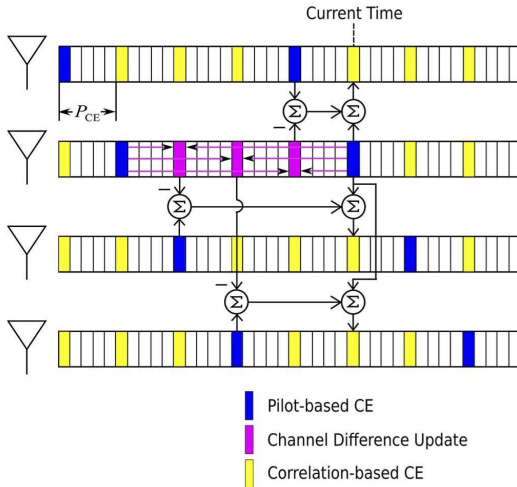 Current Time
P_CE
Σ Σ
−
−
Σ Σ
−
Σ Σ
Pilot-based CE
Channel Difference Update
Correlation-based CE